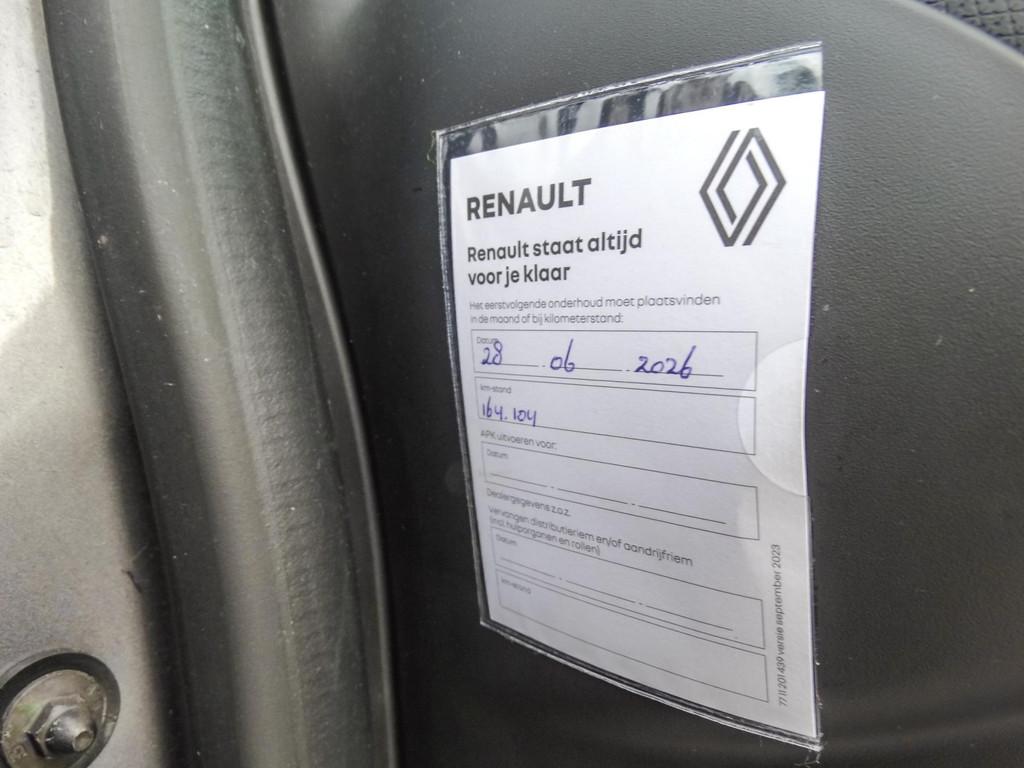 RENAULT
Renault staat altijd
voor je klaar
Het eerstvolgende onderhoud moet plaatsvinden
in de maand of bij kilometerstand:
Datum
28 . 06 . 2026
km-stand
164.104
APK uitvoeren voor:
Datum
Dealergegevens z.o.z.
Vervangen distributieriem en/of aandrijfriem
(incl. hulporganen en rollen)
Datum
km-stand
77 11 201 439 versie september 2023